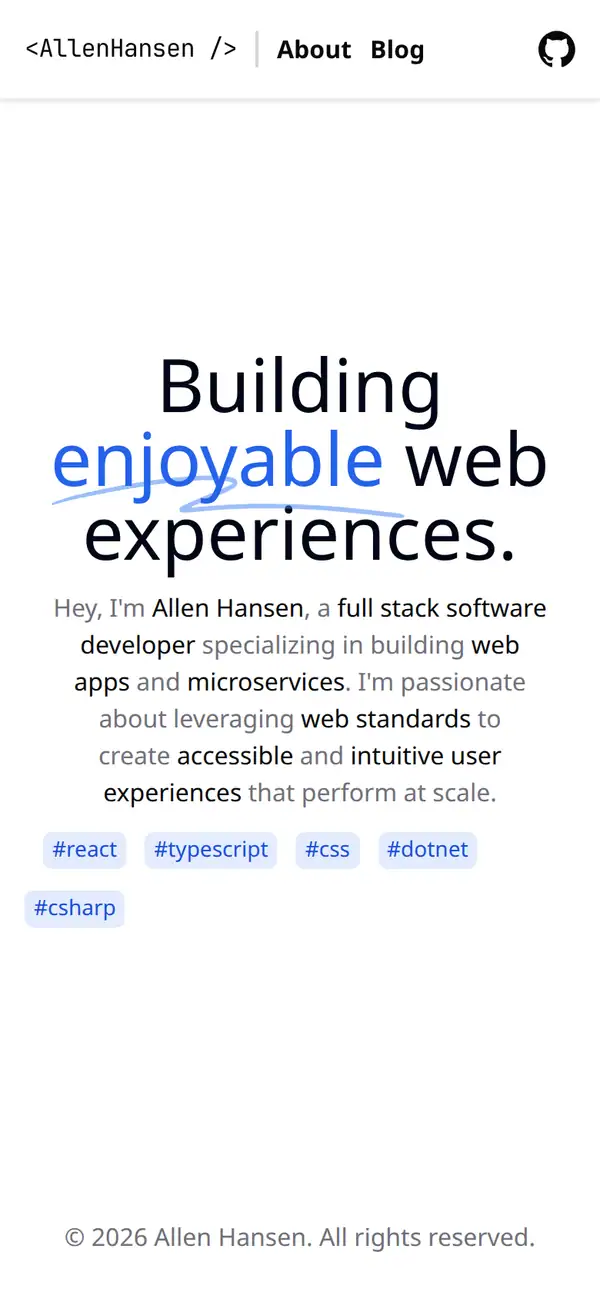 <AllenHansen /> About Blog
Building
enjoyable web
experiences.
Hey, I'm Allen Hansen, a full stack software
developer specializing in building web
apps and microservices. I'm passionate
about leveraging web standards to
create accessible and intuitive user
experiences that perform at scale.
#react #typescript #css #dotnet
#csharp
© 2026 Allen Hansen. All rights reserved.